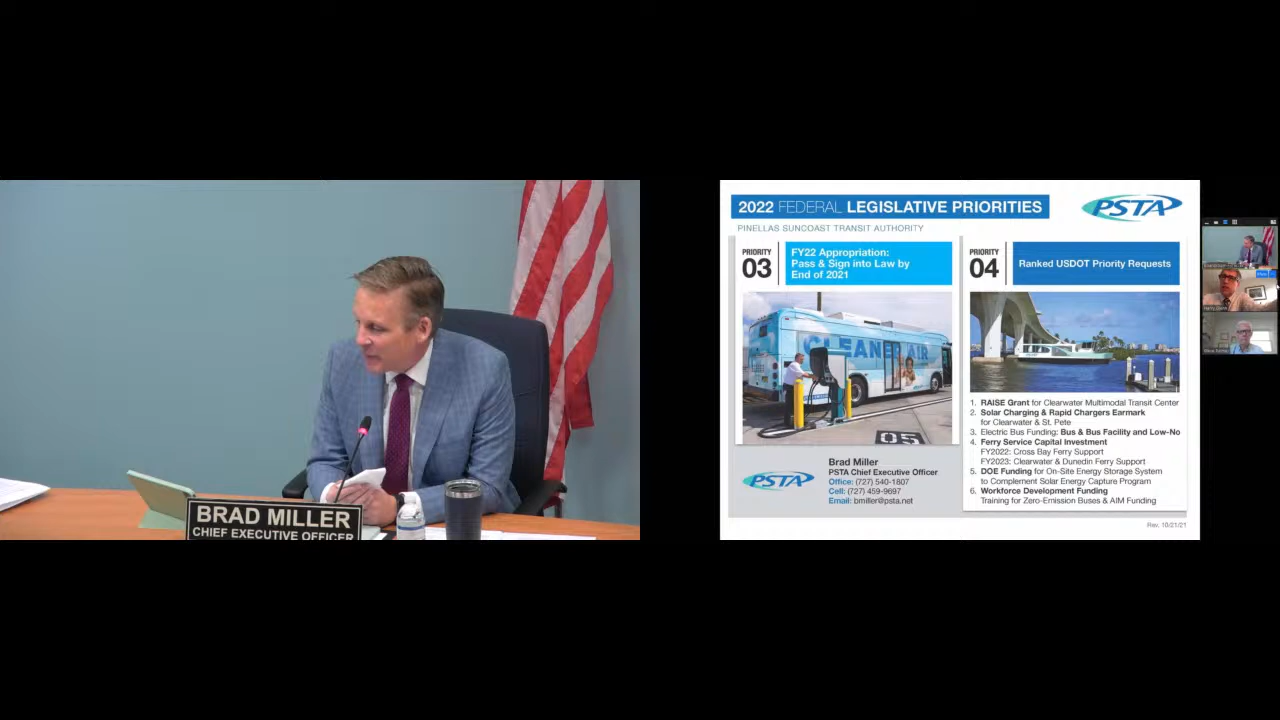 BRAD MILLER
CHIEF EXECUTIVE OFFICER
2022 FEDERAL LEGISLATIVE PRIORITIES
PSTA
PINELLAS SUNCOAST TRANSIT AUTHORITY
PRIORITY
03
FY22 Appropriation:
Pass & Sign into Law by
End of 2021
CLEANER AIR
05
PSTA
Brad Miller
PSTA Chief Executive Officer
Office: (727) 540-1807
Cell: (727) 459-9697
Email: bmiller@psta.net
PRIORITY
04
Ranked USDOT Priority Requests
1. RAISE Grant for Clearwater Multimodal Transit Center
2. Solar Charging & Rapid Chargers Earmark
for Clearwater & St. Pete
3. Electric Bus Funding: Bus & Bus Facility and Low-No
4. Ferry Service Capital Investment
FY2022: Cross Bay Ferry Support
FY2023: Clearwater & Dunedin Ferry Support
5. DOE Funding for On-Site Energy Storage System
to Complement Solar Energy Capture Program
6. Workforce Development Funding
Training for Zero-Emission Buses & AIM Funding
Rev. 10/21/21